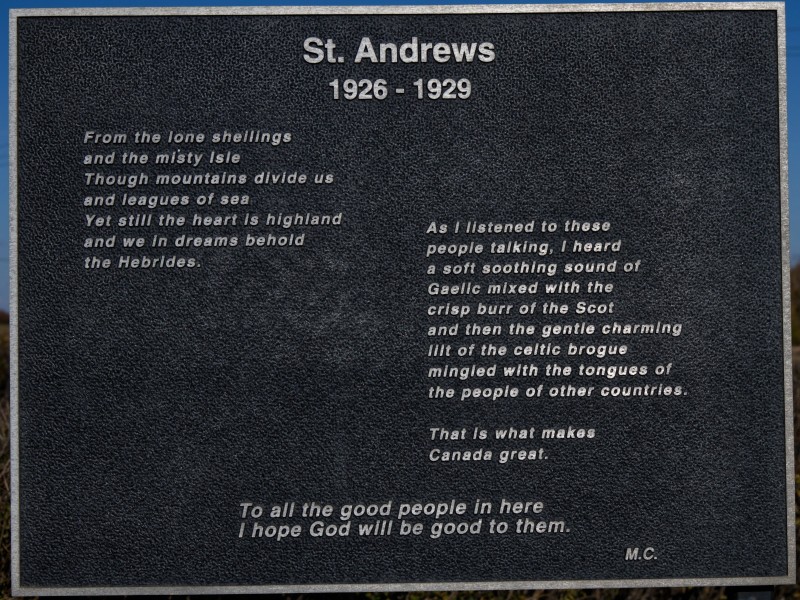 St. Andrews
1926 - 1929
From the lone shellings
and the misty Isle
Though mountains divide us
and leagues of sea
Yet still the heart is highland
and we in dreams behold
the Hebrides.
As I listened to these
people talking, I heard
a soft soothing sound of
Gaelic mixed with the
crisp burr of the Scot
and then the gentle charming
lilt of the celtic brogue
mingled with the tongues of
the people of other countries.
That is what makes
Canada great.
To all the good people in here
I hope God will be good to them.
M.C.